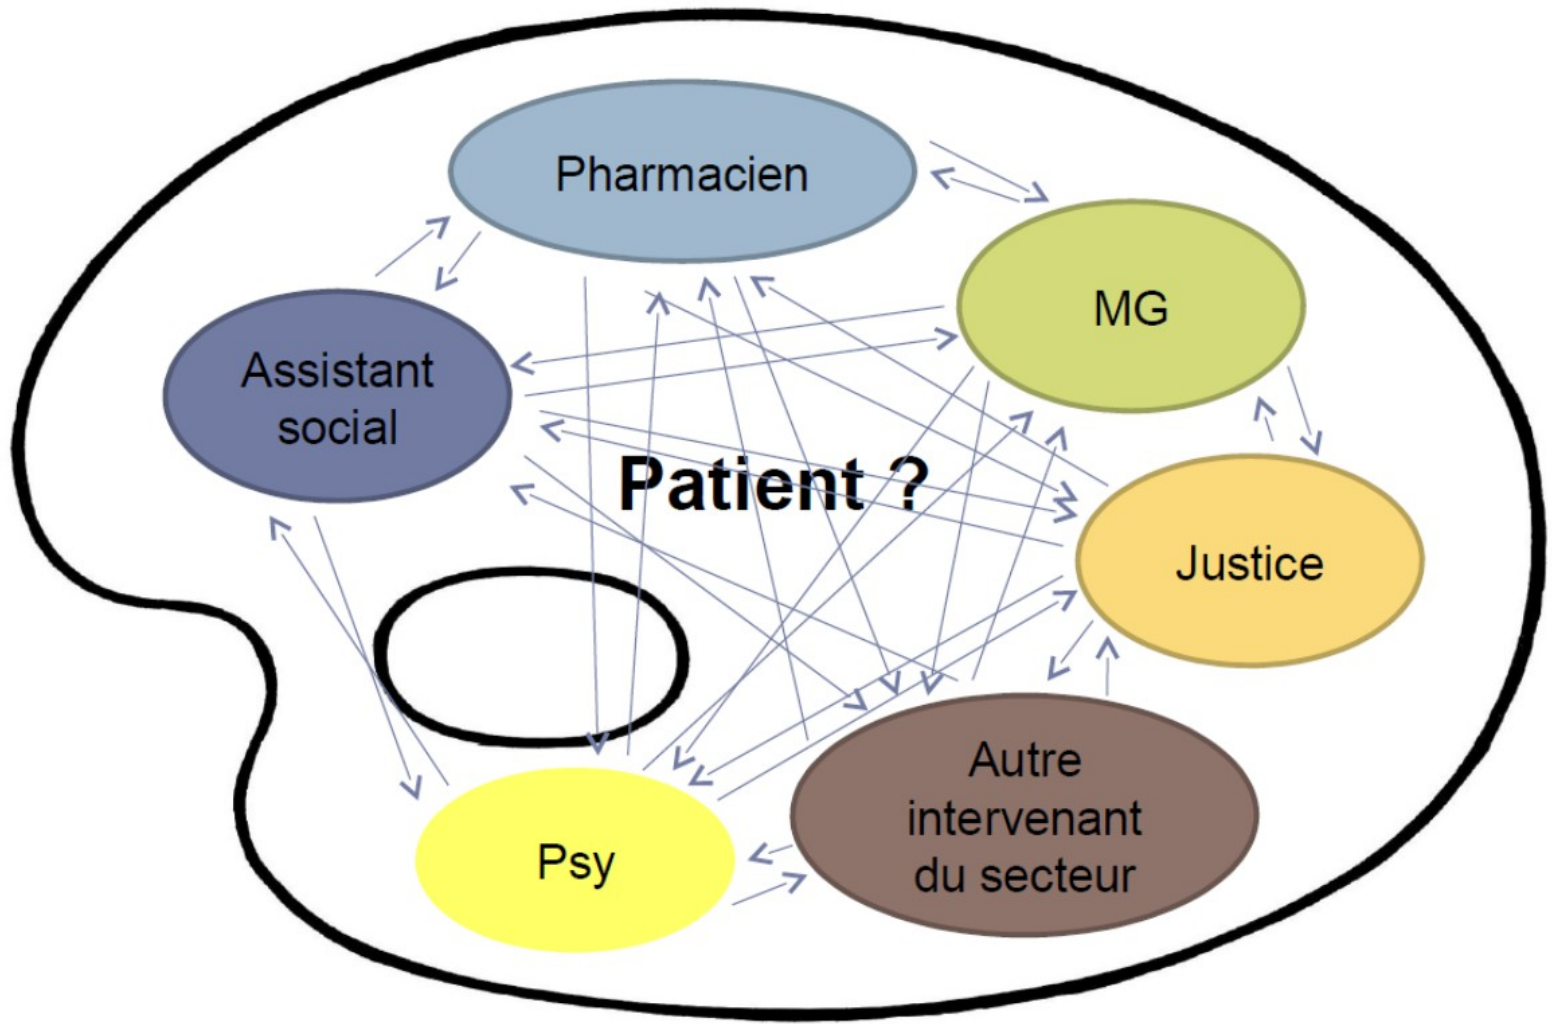 Pharmacien
MG
Assistant
social
Patient ?
Justice
Autre
intervenant
du secteur
Psy